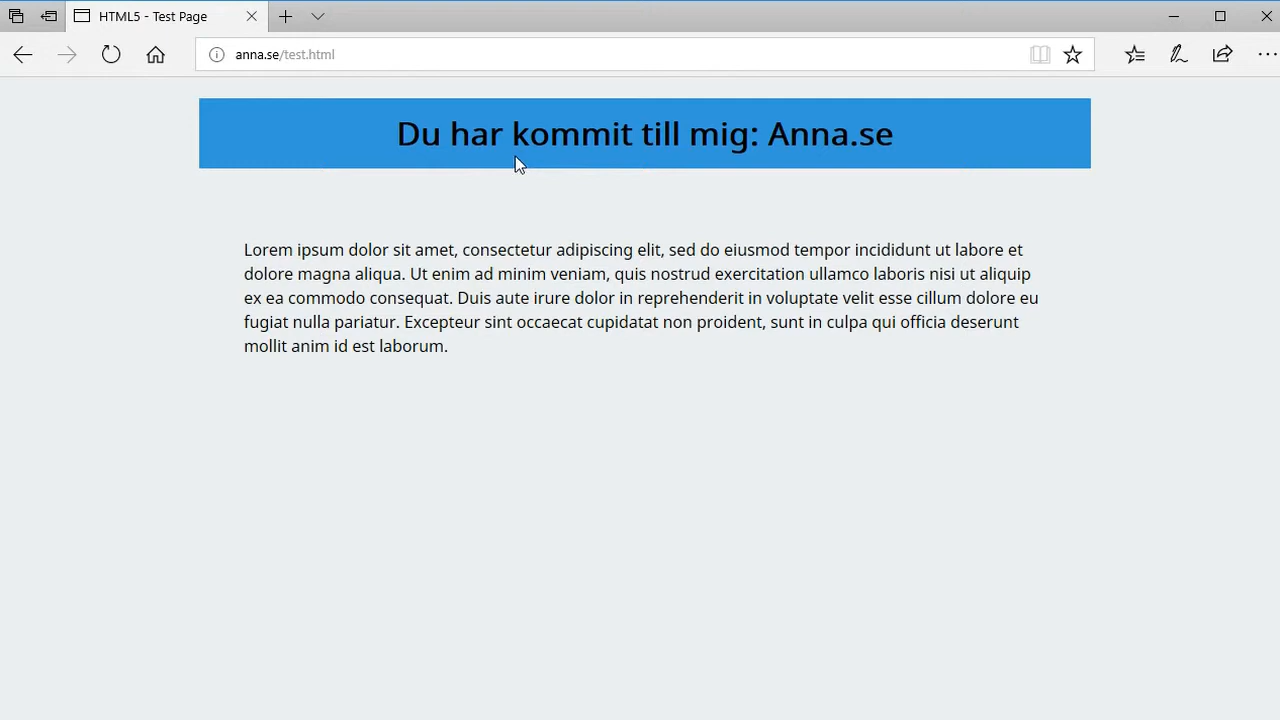 HTML5 - Test Page
anna.se/test.html
Du har kommit till mig: Anna.se
Lorem ipsum dolor sit amet, consectetur adipiscing elit, sed do eiusmod tempor incididunt ut labore et
dolore magna aliqua. Ut enim ad minim veniam, quis nostrud exercitation ullamco laboris nisi ut aliquip
ex ea commodo consequat. Duis aute irure dolor in reprehenderit in voluptate velit esse cillum dolore eu
fugiat nulla pariatur. Excepteur sint occaecat cupidatat non proident, sunt in culpa qui officia deserunt
mollit anim id est laborum.